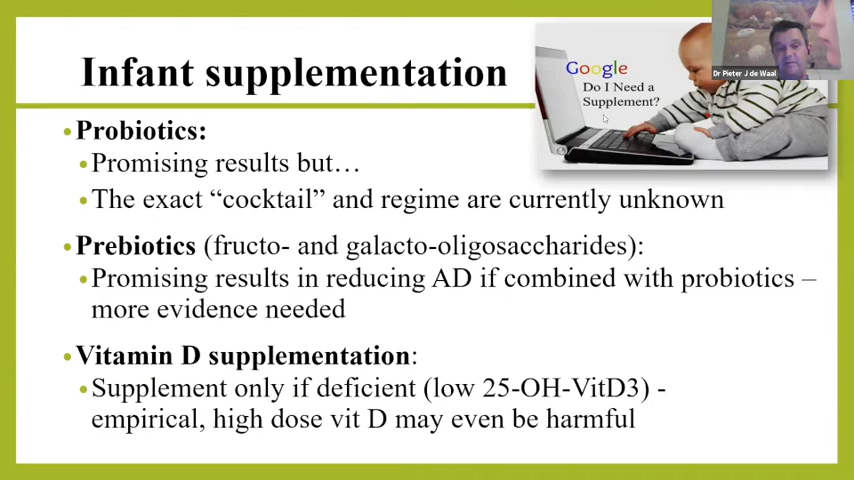 Infant supplementation
Google
Do I Need a
Supplement?
Dr Pieter J de Waal
•Probiotics:
•Promising results but…
•The exact “cocktail” and regime are currently unknown
•Prebiotics (fructo- and galacto-oligosaccharides):
•Promising results in reducing AD if combined with probiotics –
more evidence needed
•Vitamin D supplementation:
•Supplement only if deficient (low 25-OH-VitD3) -
empirical, high dose vit D may even be harmful